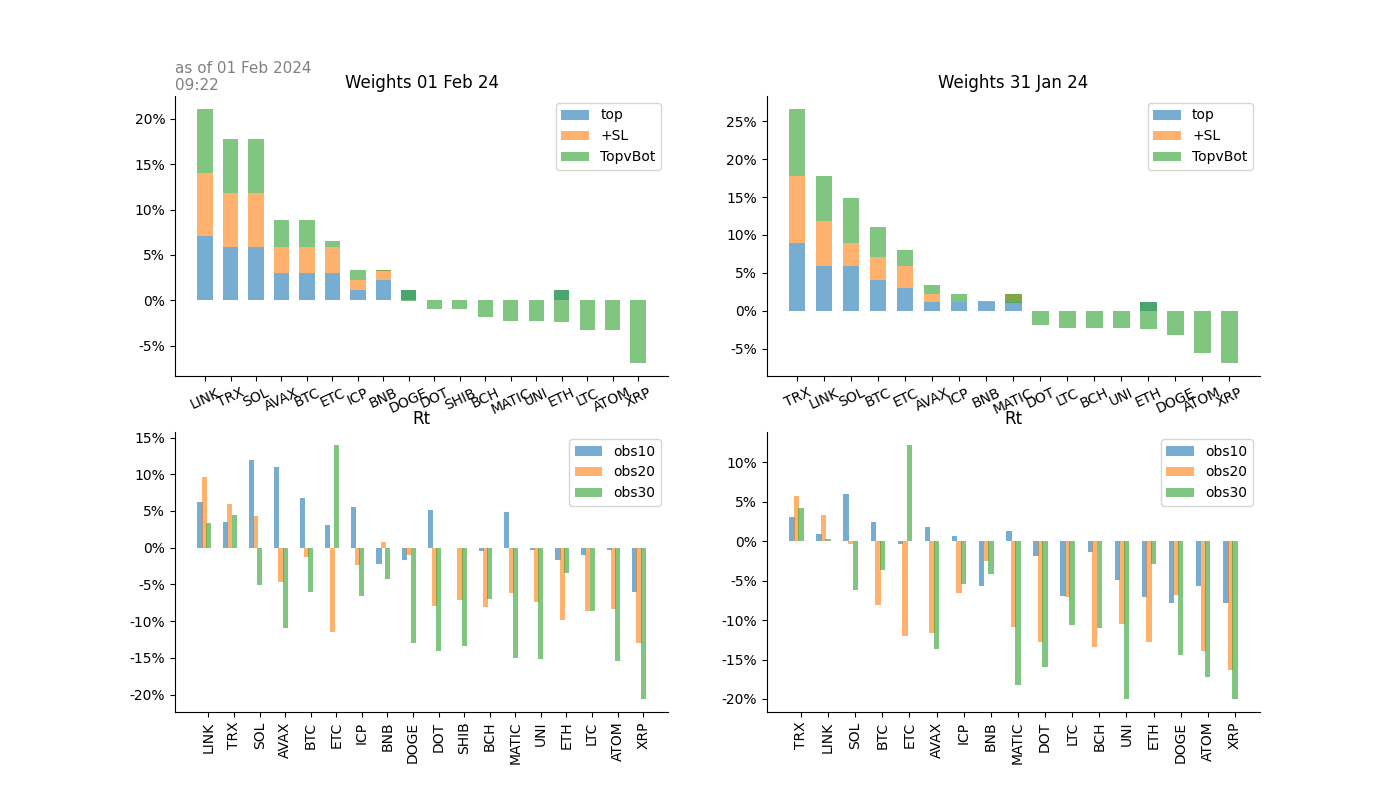 as of 01 Feb 2024
09:22
Weights 01 Feb 24
20%
15%
10%
5%
0%
-5%
top
+SL
TopvBot
LINK TRX SOL AVAX BTC ETC ICP BNB DOGE DOT SHIB BCH MATIC UNI ETH LTC ATOM XRP
Weights 31 Jan 24
25%
20%
15%
10%
5%
0%
-5%
top
+SL
TopvBot
TRX LINK SOL BTC ETC AVAX ICP BNB MATIC DOT LTC BCH UNI ETH DOGE ATOM XRP
Rt
15%
10%
5%
0%
-5%
-10%
-15%
-20%
obs10
obs20
obs30
LINK TRX SOL AVAX BTC ETC ICP BNB DOGE DOT SHIB BCH MATIC UNI ETH LTC ATOM XRP
Rt
10%
5%
0%
-5%
-10%
-15%
-20%
obs10
obs20
obs30
TRX LINK SOL BTC ETC AVAX ICP BNB MATIC DOT LTC BCH UNI ETH DOGE ATOM XRP